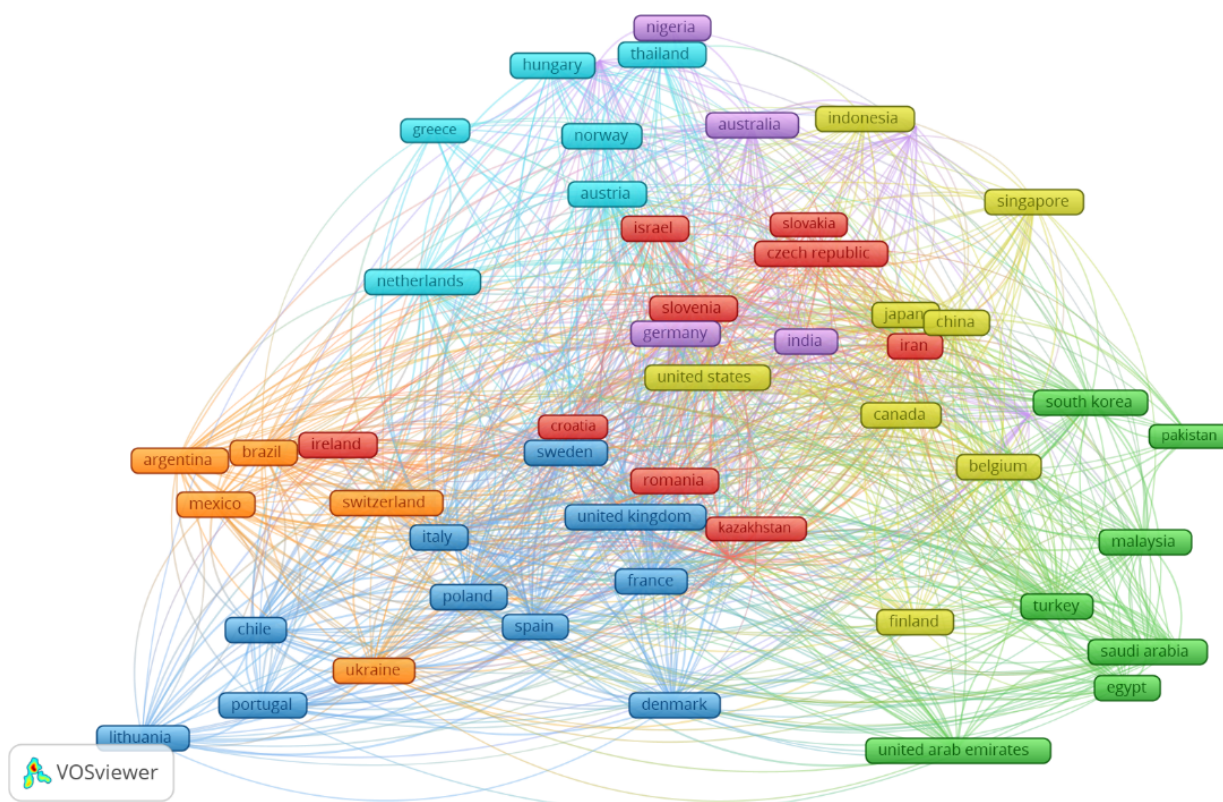 nigeria
thailand
hungary
indonesia
australia
greece
norway
austria
singapore
israel
slovakia
czech republic
netherlands
slovenia
japan
china
germany
india
iran
united states
south korea
canada
croatia
pakistan
ireland
brazil
sweden
argentina
belgium
romania
switzerland
mexico
united kingdom
kazakhstan
italy
malaysia
france
poland
turkey
finland
spain
chile
saudi arabia
ukraine
egypt
portugal
denmark
lithuania
united arab emirates
VOSviewer